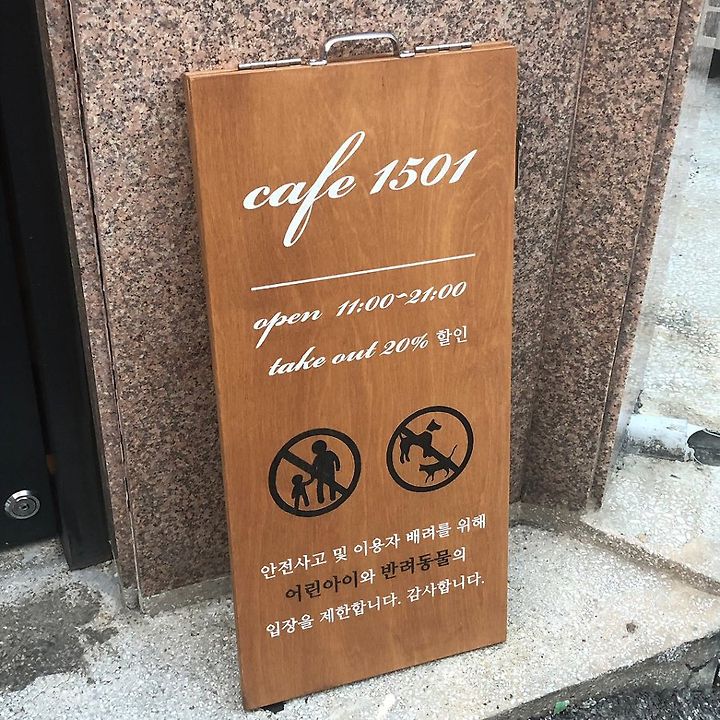 cafe 1501
open 11:00~21:00
take out 20% 할인
안전사고 및 이용자 배려를 위해
어린아이와 반려동물의
입장을 제한합니다. 감사합니다.